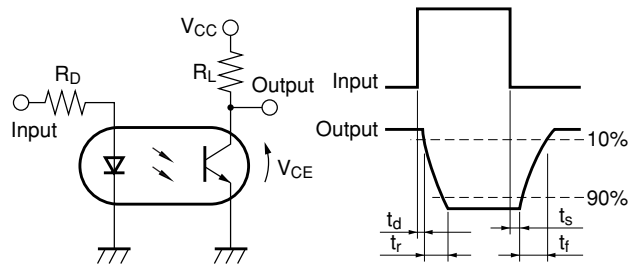 VCC
RD
RL
Output
Input
VCE
Input
Output
10%
90%
td
ts
tr
tf